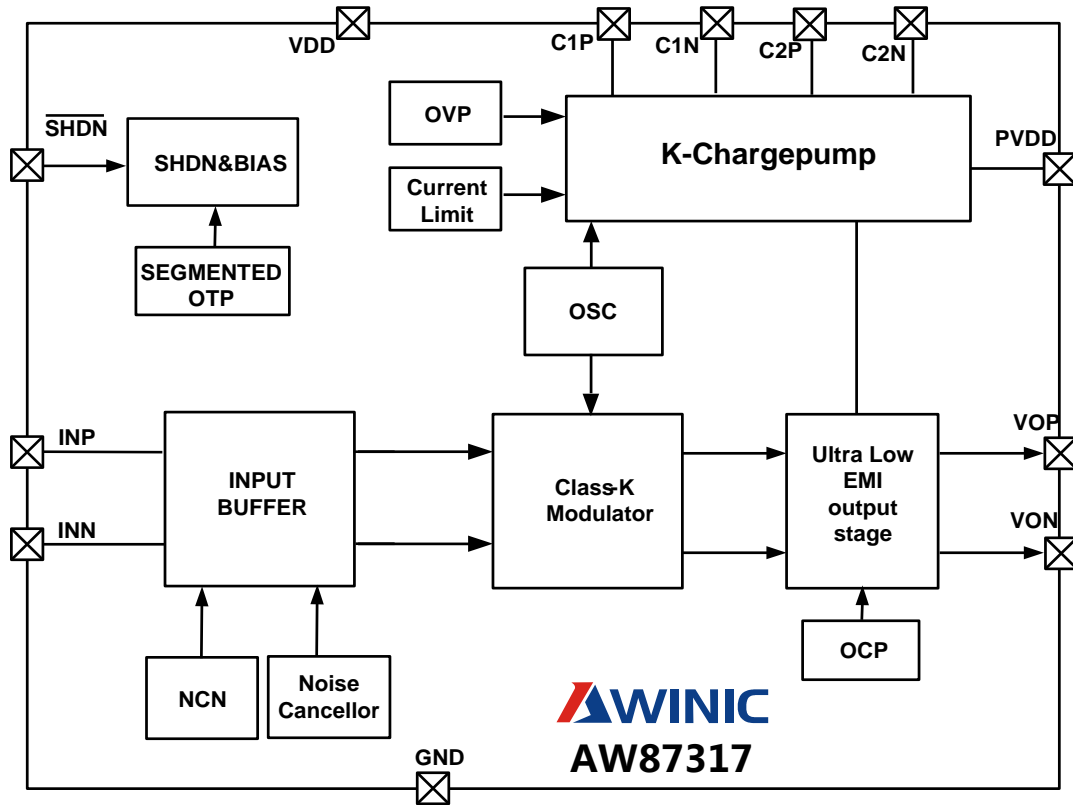 VDD
C1P
C1N
C2P
C2N
SHDN
SHDN&BIAS
SEGMENTED
OTP
OVP
Current
Limit
K-Chargepump
PVDD
OSC
INP
INN
INPUT
BUFFER
Class-K
Modulator
Ultra Low
EMI
output
stage
VOP
VON
NCN
Noise
Cancellor
OCP
AWINIC
AW87317
GND